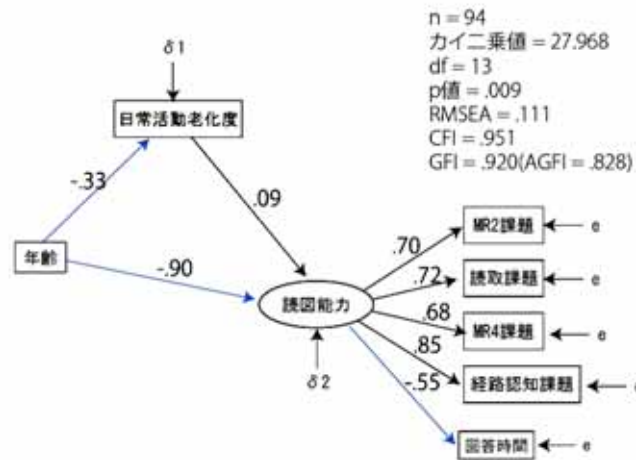 n = 94
カイ二乗値 = 27.968
df = 13
p値 = .009
RMSEA = .111
CFI = .951
GFI = .920(AGFI = .828)
δ1
日常活動老化度
-.33
.09
年齢
-.90
読図能力
δ2
.70
MR2課題
e
.72
読取課題
e
.68
MR4課題
e
.85
経路認知課題
-.55
回答時間
e